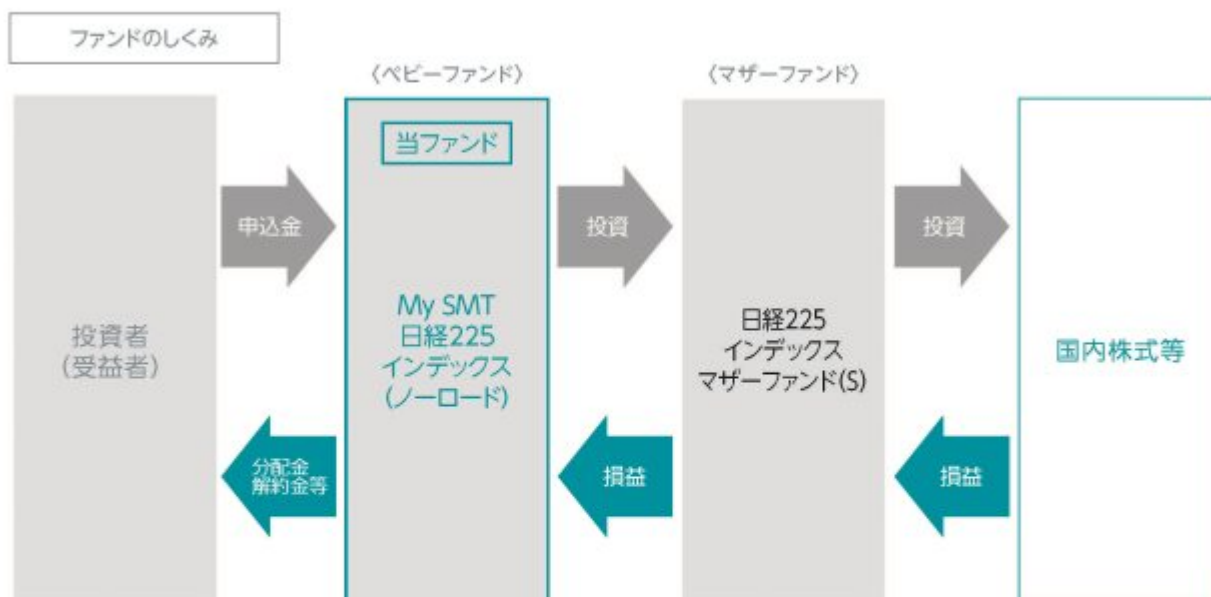 ファンドのしくみ
〈ベビーファンド〉
〈マザーファンド〉
当ファンド
申込金
投資
投資
投資者
(受益者)
My SMT
日経225
インデックス
(ノーロード)
日経225
インデックス
マザーファンド(S)
国内株式等
分配金
解約金等
損益
損益